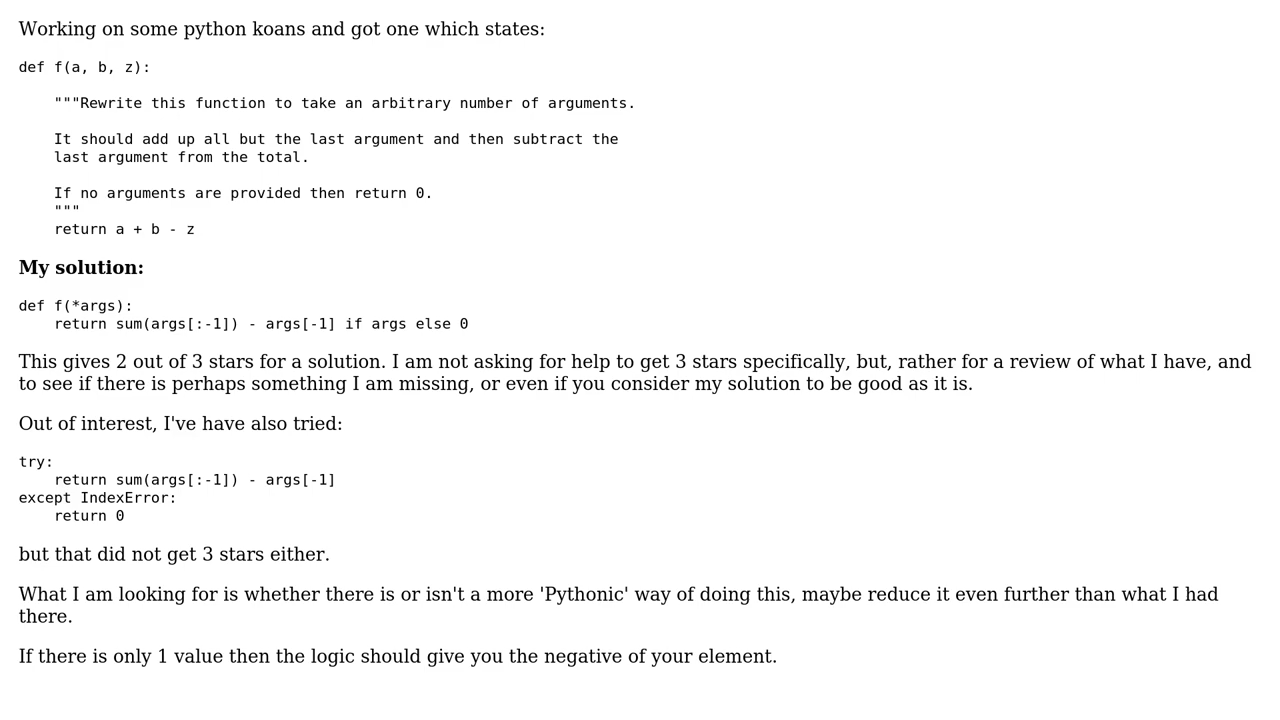 Working on some python koans and got one which states:
def f(a, b, z):
"""Rewrite this function to take an arbitrary number of arguments.
It should add up all but the last argument and then subtract the
last argument from the total.
If no arguments are provided then return 0.
"""
return a + b - z
My solution:
def f(*args):
return sum(args[:-1]) - args[-1] if args else 0
This gives 2 out of 3 stars for a solution. I am not asking for help to get 3 stars specifically, but, rather for a review of what I have, and
to see if there is perhaps something I am missing, or even if you consider my solution to be good as it is.
Out of interest, I've have also tried:
try:
return sum(args[:-1]) - args[-1]
except IndexError:
return 0
but that did not get 3 stars either.
What I am looking for is whether there is or isn't a more 'Pythonic' way of doing this, maybe reduce it even further than what I had
there.
If there is only 1 value then the logic should give you the negative of your element.